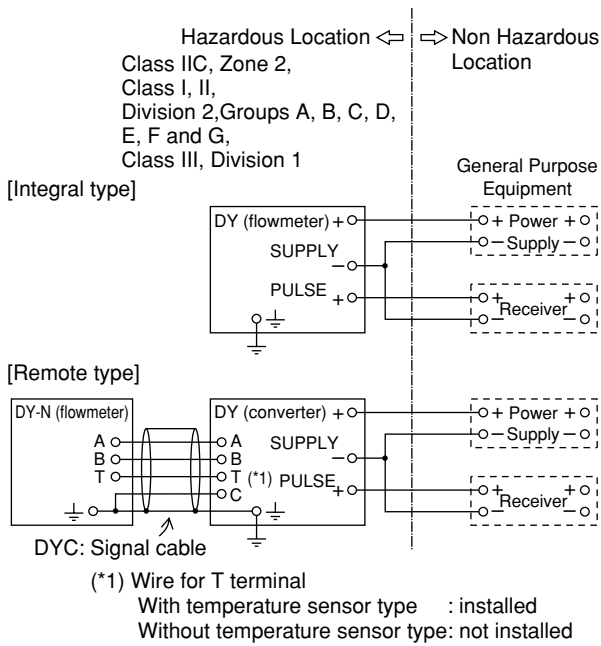 Hazardous Location ⇦ ⇨ Non Hazardous
Location
Class IIC, Zone 2,
Class I, II,
Division 2,Groups A, B, C, D,
E, F and G,
Class III, Division 1
General Purpose
Equipment
[Integral type]
DY (flowmeter) + + Power +
SUPPLY − Supply −
−
PULSE + + Receiver +
− −
[Remote type]
DY-N (flowmeter) DY (converter) + + Power +
A A SUPPLY − Supply −
B B −
T T (*1) PULSE + + Receiver +
C − −
DYC: Signal cable
(*1) Wire for T terminal
With temperature sensor type : installed
Without temperature sensor type: not installed